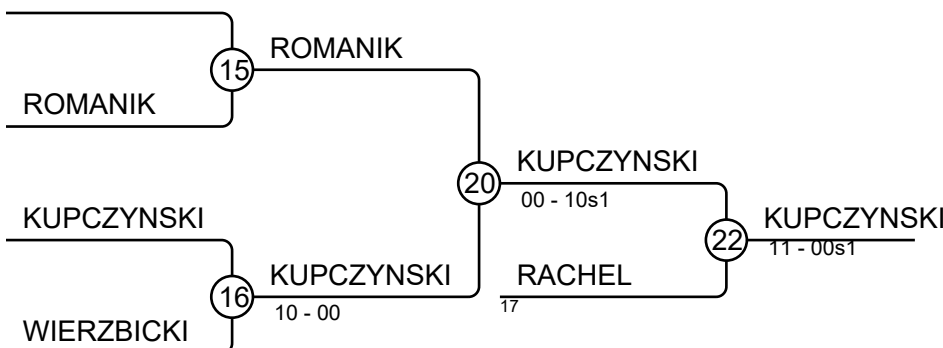 15
ROMANIK
ROMANIK
KUPCZYNSKI
20
00 - 10s1
KUPCZYNSKI
22
KUPCZYNSKI
11 - 00s1
16
KUPCZYNSKI
10 - 00
RACHEL
17
WIERZBICKI